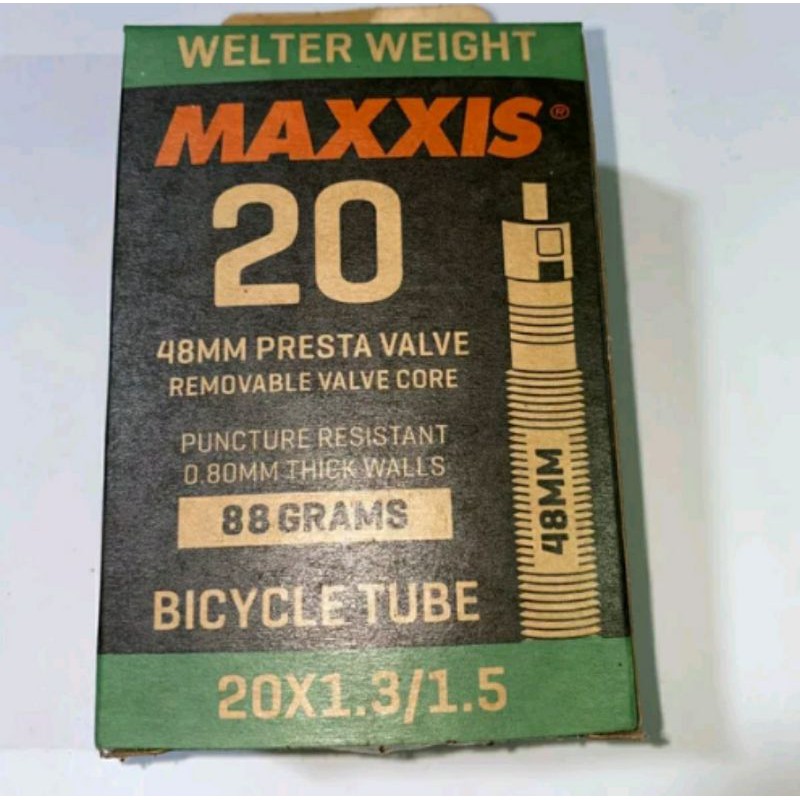 WELTER WEIGHT
MAXXIS®
20
48MM PRESTA VALVE
REMOVABLE VALVE CORE
PUNCTURE RESISTANT
0.80MM THICK WALLS
88 GRAMS
48MM
BICYCLE TUBE
20X1.3/1.5